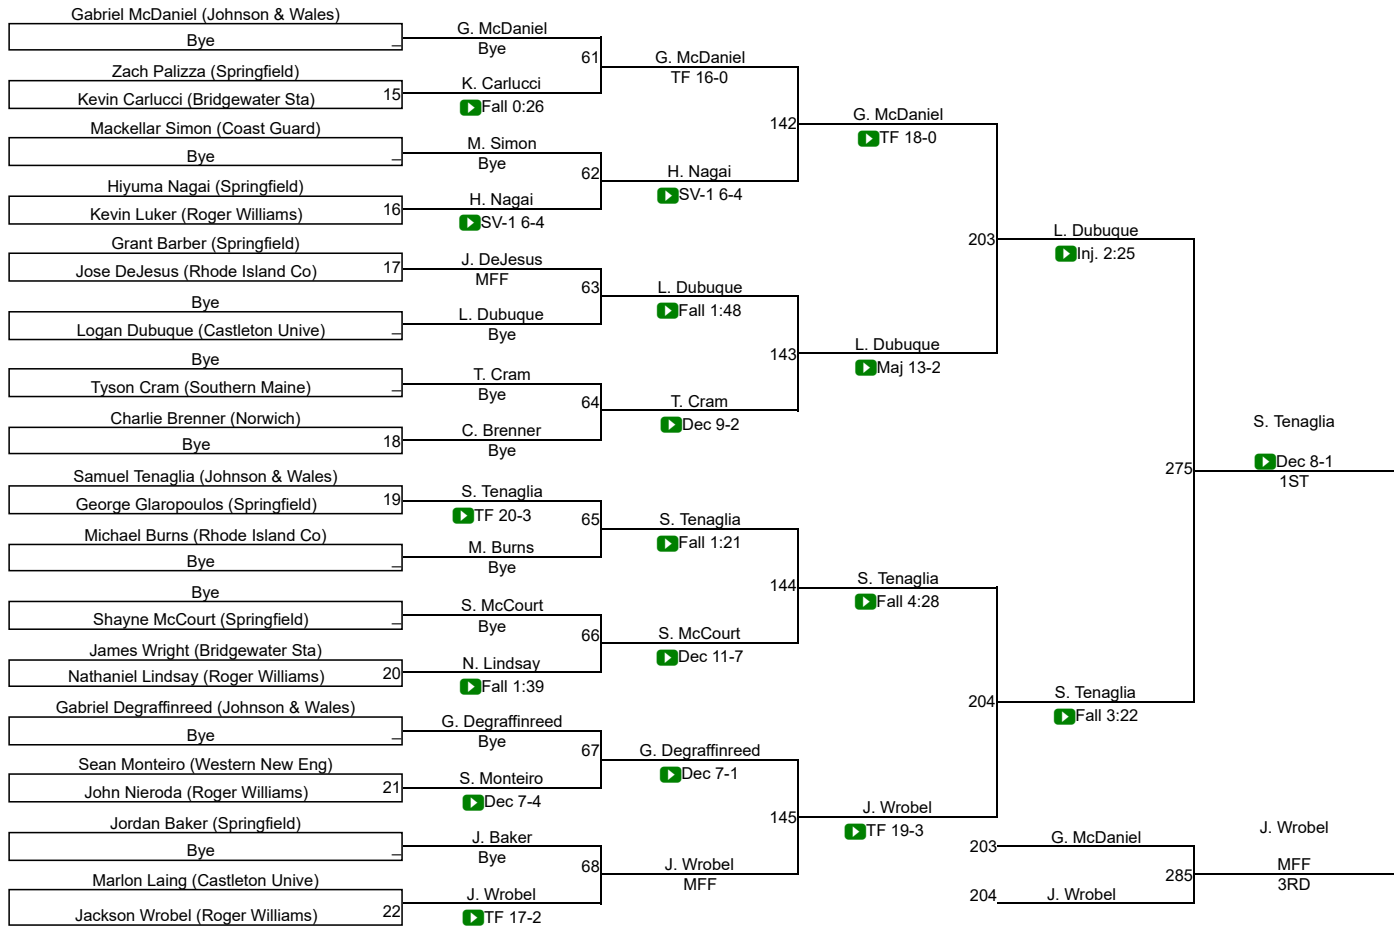 Gabriel McDaniel (Johnson & Wales)
Bye
_
Zach Palizza (Springfield)
Kevin Carlucci (Bridgewater Sta)
15
Mackellar Simon (Coast Guard)
Bye
_
Hiyuma Nagai (Springfield)
Kevin Luker (Roger Williams)
16
Grant Barber (Springfield)
Jose DeJesus (Rhode Island Co)
17
Bye
Logan Dubuque (Castleton Unive)
_
Bye
Tyson Cram (Southern Maine)
_
Charlie Brenner (Norwich)
Bye
18
Samuel Tenaglia (Johnson & Wales)
George Glaropoulos (Springfield)
19
Michael Burns (Rhode Island Co)
Bye
_
Bye
Shayne McCourt (Springfield)
_
James Wright (Bridgewater Sta)
Nathaniel Lindsay (Roger Williams)
20
Gabriel Degraffinreed (Johnson & Wales)
Bye
_
Sean Monteiro (Western New Eng)
John Nieroda (Roger Williams)
21
Jordan Baker (Springfield)
Bye
_
Marlon Laing (Castleton Unive)
Jackson Wrobel (Roger Williams)
22
G. McDaniel
Bye
61
K. Carlucci
Fall 0:26
M. Simon
Bye
62
H. Nagai
SV-1 6-4
J. DeJesus
MFF
63
L. Dubuque
Bye
T. Cram
Bye
64
C. Brenner
Bye
S. Tenaglia
TF 20-3
65
M. Burns
Bye
S. McCourt
Bye
66
N. Lindsay
Fall 1:39
G. Degraffinreed
Bye
67
S. Monteiro
Dec 7-4
J. Baker
Bye
68
J. Wrobel
TF 17-2
G. McDaniel
TF 16-0
142
H. Nagai
SV-1 6-4
L. Dubuque
Fall 1:48
143
T. Cram
Dec 9-2
S. Tenaglia
Fall 1:21
144
S. McCourt
Dec 11-7
G. Degraffinreed
Dec 7-1
145
J. Wrobel
MFF
G. McDaniel
TF 18-0
203
L. Dubuque
Maj 13-2
S. Tenaglia
Fall 4:28
204
J. Wrobel
TF 19-3
L. Dubuque
Inj. 2:25
275
S. Tenaglia
Fall 3:22
S. Tenaglia
Dec 8-1
1ST
203
G. McDaniel
285
204
J. Wrobel
J. Wrobel
MFF
3RD